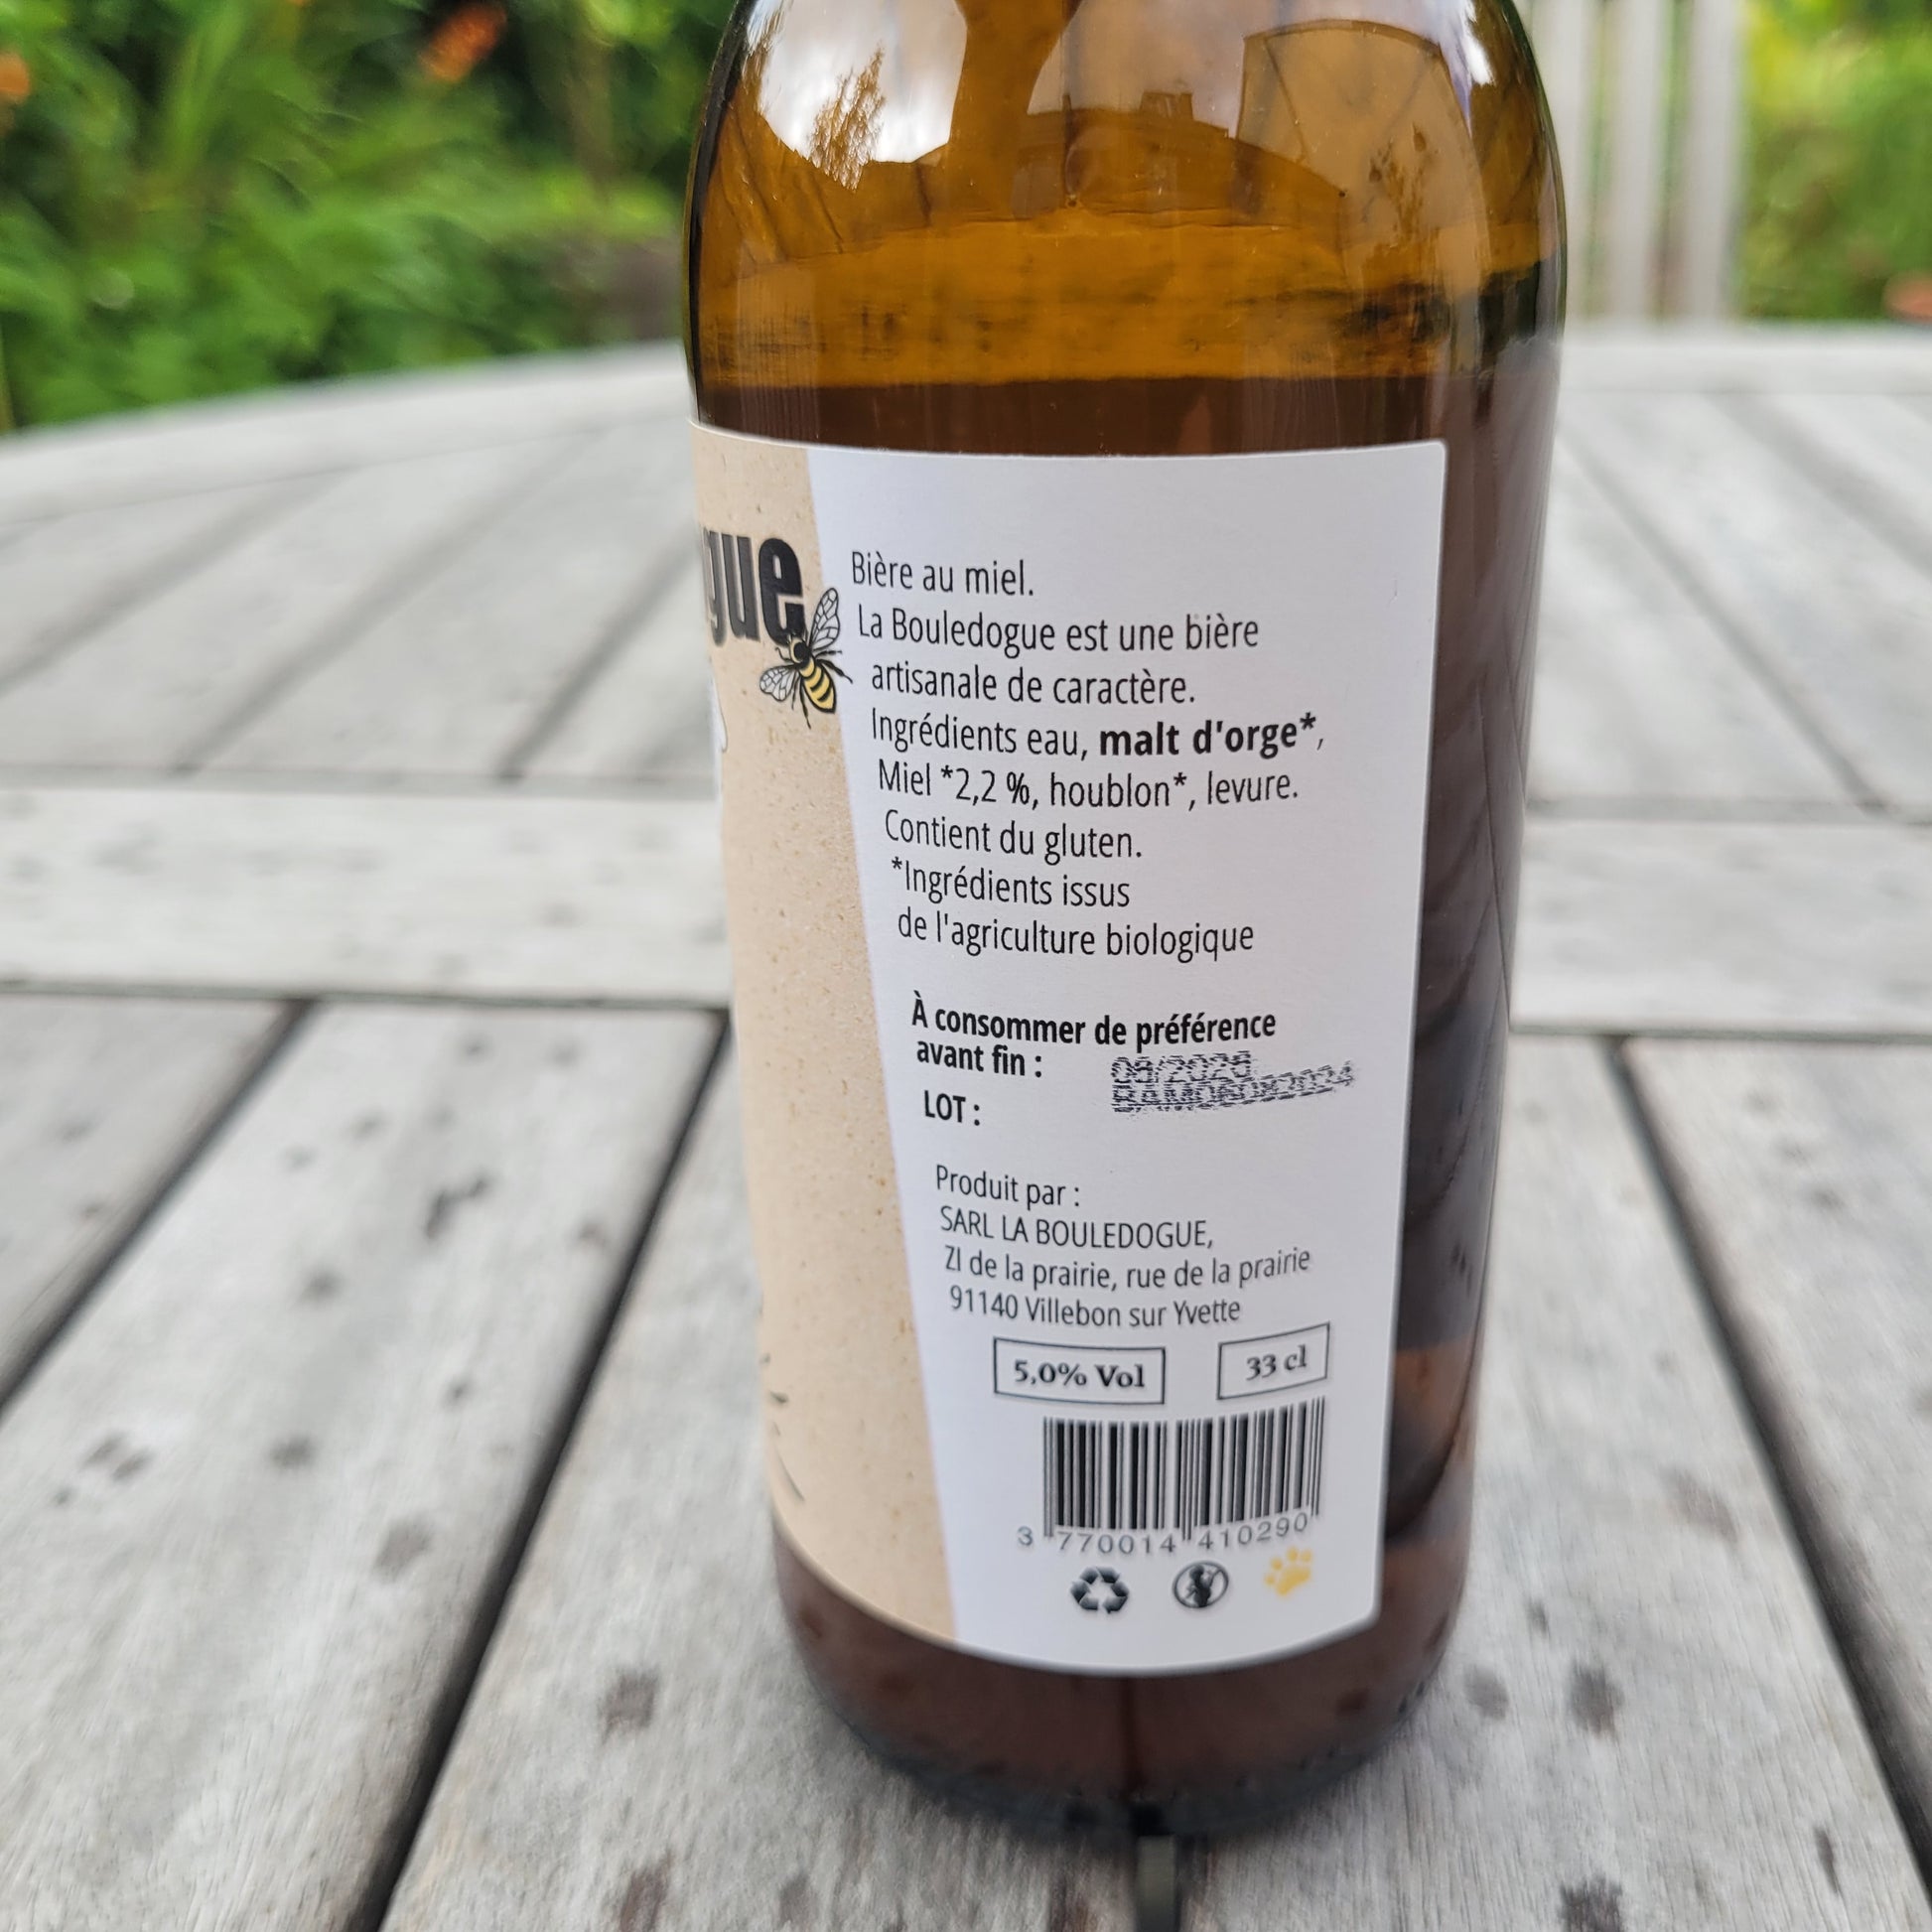 gue
Bière au miel.
La Bouledogue est une bière
artisanale de caractère.
Ingrédients eau, malt d'orge*,
Miel *2,2 %, houblon*, levure.
Contient du gluten.
*Ingrédients issus
de l'agriculture biologique
À consommer de préférence
avant fin :
LOT :
Produit par :
SARL LA BOULEDOGUE,
ZI de la prairie, rue de la prairie
91140 Villebon sur Yvette
5,0% Vol
33 cl
3 770014 410290